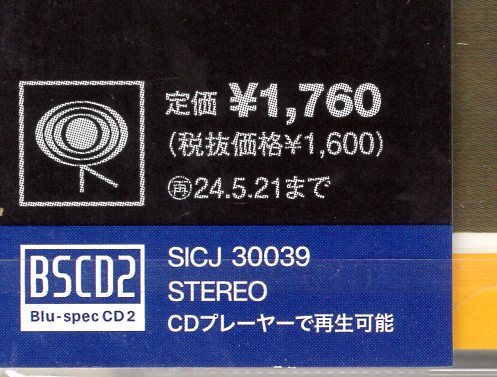 定価 ¥1,760
(税抜価格¥1,600)
再24.5.21まで
BSCD2
Blu-spec CD2
SICJ 30039
STEREO
CDプレーヤーで再生可能